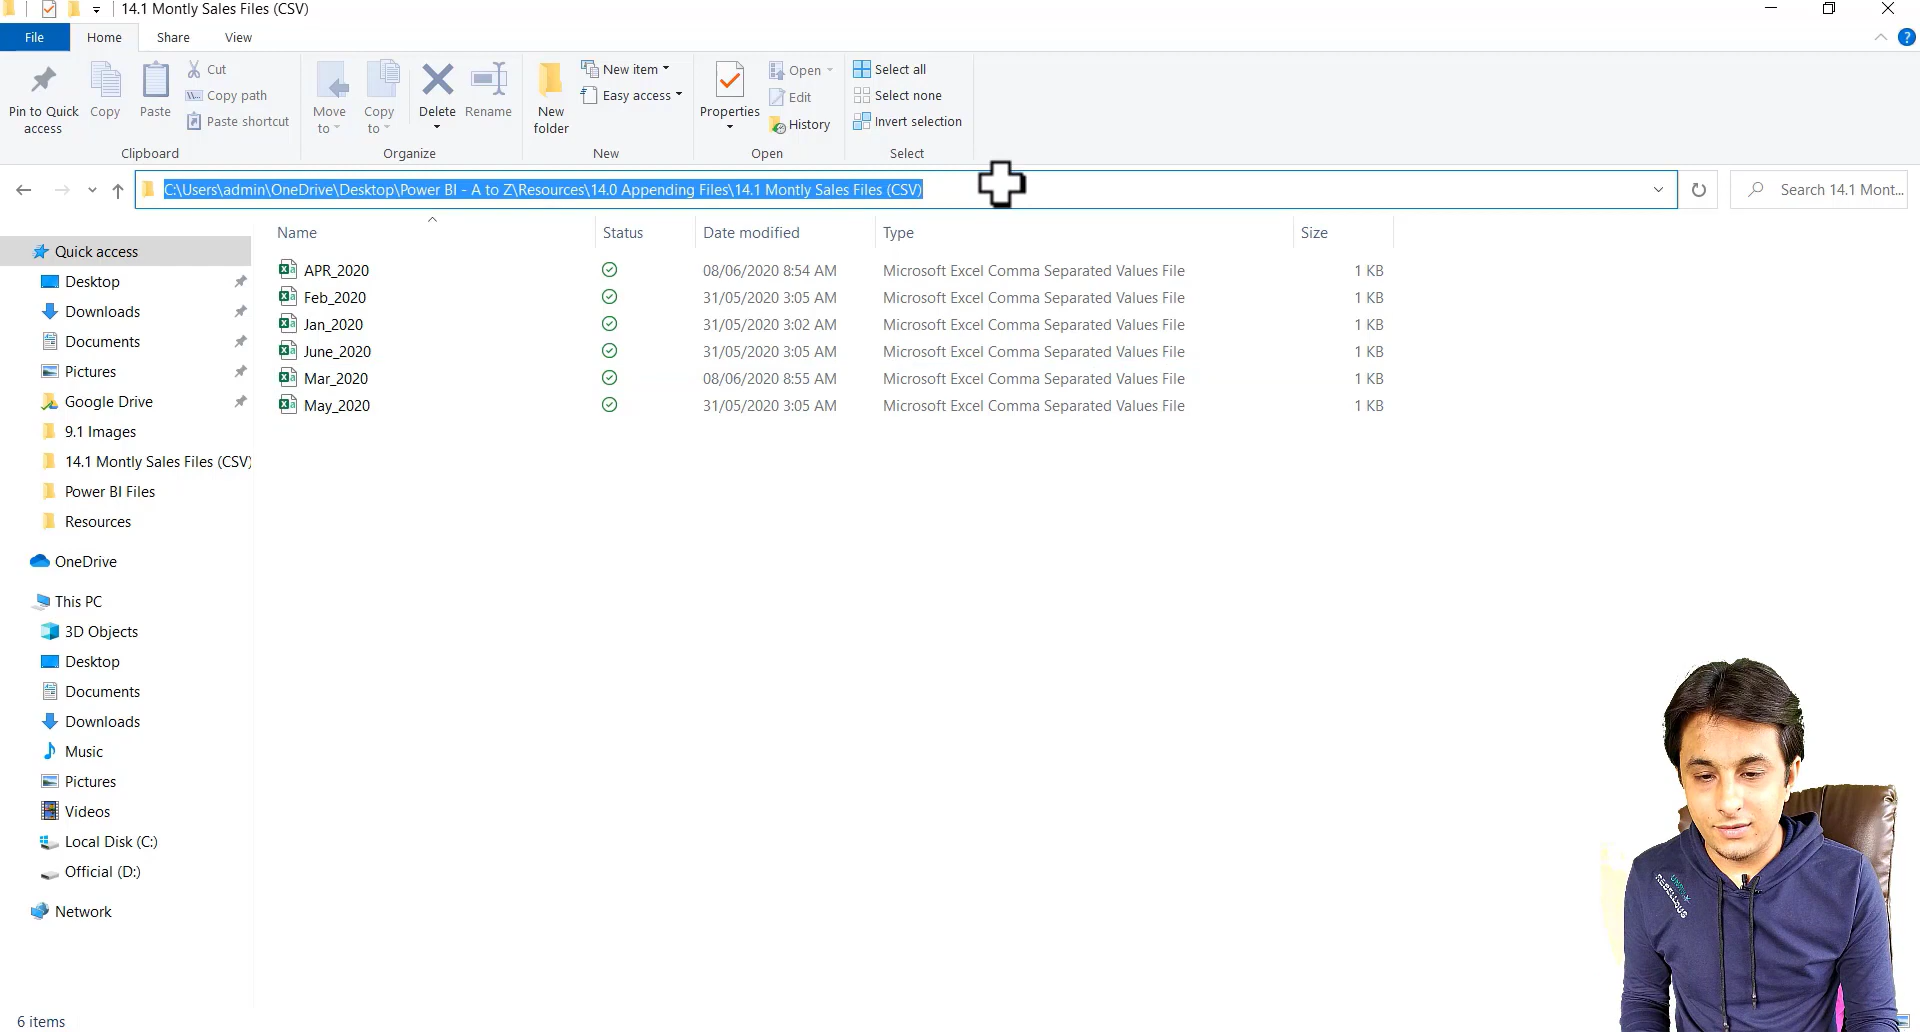 14.1 Montly Sales Files (CSV)
File Home Share View
Pin to Quick access
Copy
Paste
Cut
Copy path
Paste shortcut
Clipboard
Move to
Copy to
Delete
Rename
Organize
New folder
New item
Easy access
New
Properties
Open
Edit
History
Open
Select all
Select none
Invert selection
Select
C:\Users\admin\OneDrive\Desktop\Power BI - A to Z\Resources\14.0 Appending Files\14.1 Montly Sales Files (CSV)
Search 14.1 Mont...
Name Status Date modified Type Size
APR_2020 08/06/2020 8:54 AM Microsoft Excel Comma Separated Values File 1 KB
Feb_2020 31/05/2020 3:05 AM Microsoft Excel Comma Separated Values File 1 KB
Jan_2020 31/05/2020 3:02 AM Microsoft Excel Comma Separated Values File 1 KB
June_2020 31/05/2020 3:05 AM Microsoft Excel Comma Separated Values File 1 KB
Mar_2020 08/06/2020 8:55 AM Microsoft Excel Comma Separated Values File 1 KB
May_2020 31/05/2020 3:05 AM Microsoft Excel Comma Separated Values File 1 KB
Quick access
Desktop
Downloads
Documents
Pictures
Google Drive
9.1 Images
14.1 Montly Sales Files (CSV)
Power BI Files
Resources
OneDrive
This PC
3D Objects
Desktop
Documents
Downloads
Music
Pictures
Videos
Local Disk (C:)
Official (D:)
Network
6 items
REBELLIOUS